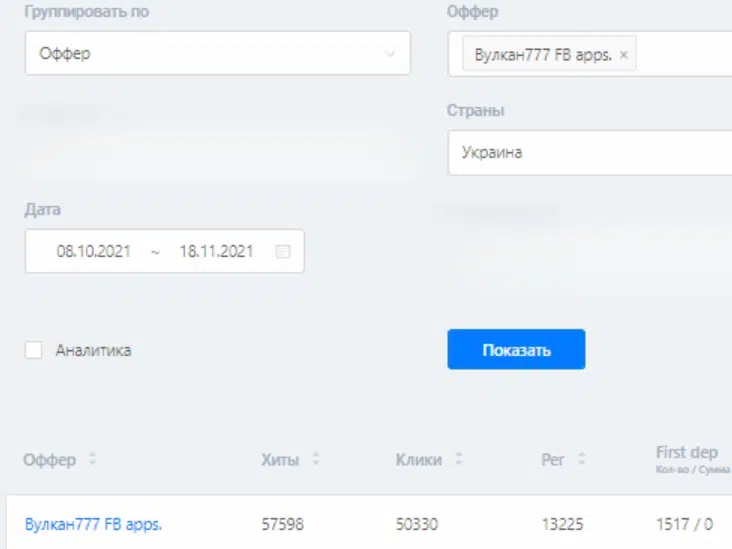 Группировать по
Оффер
Оффер
Вулкан777 FB apps. ×
Страны
Украина
Дата
08.10.2021 ~ 18.11.2021
Аналитика
Показать
Оффер Хиты Клики Рег First dep
Кол-во / Сумма
Вулкан777 FB apps. 57598 50330 13225 1517 / 0